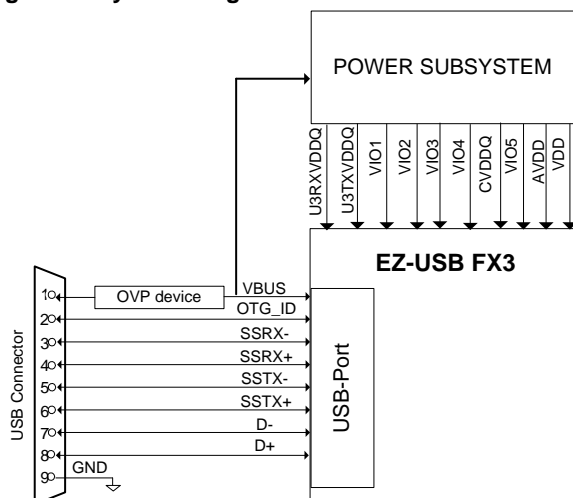 POWER SUBSYSTEM
U3RXVDDQ
U3TXVDDQ
VIO1
VIO2
VIO3
VIO4
CVDDQ
VIO5
AVDD
VDD
EZ-USB FX3
USB-Port
USB Connector
1
OVP device
VBUS
2
OTG_ID
3
SSRX-
4
SSRX+
5
SSTX-
6
SSTX+
7
D-
8
D+
9
GND